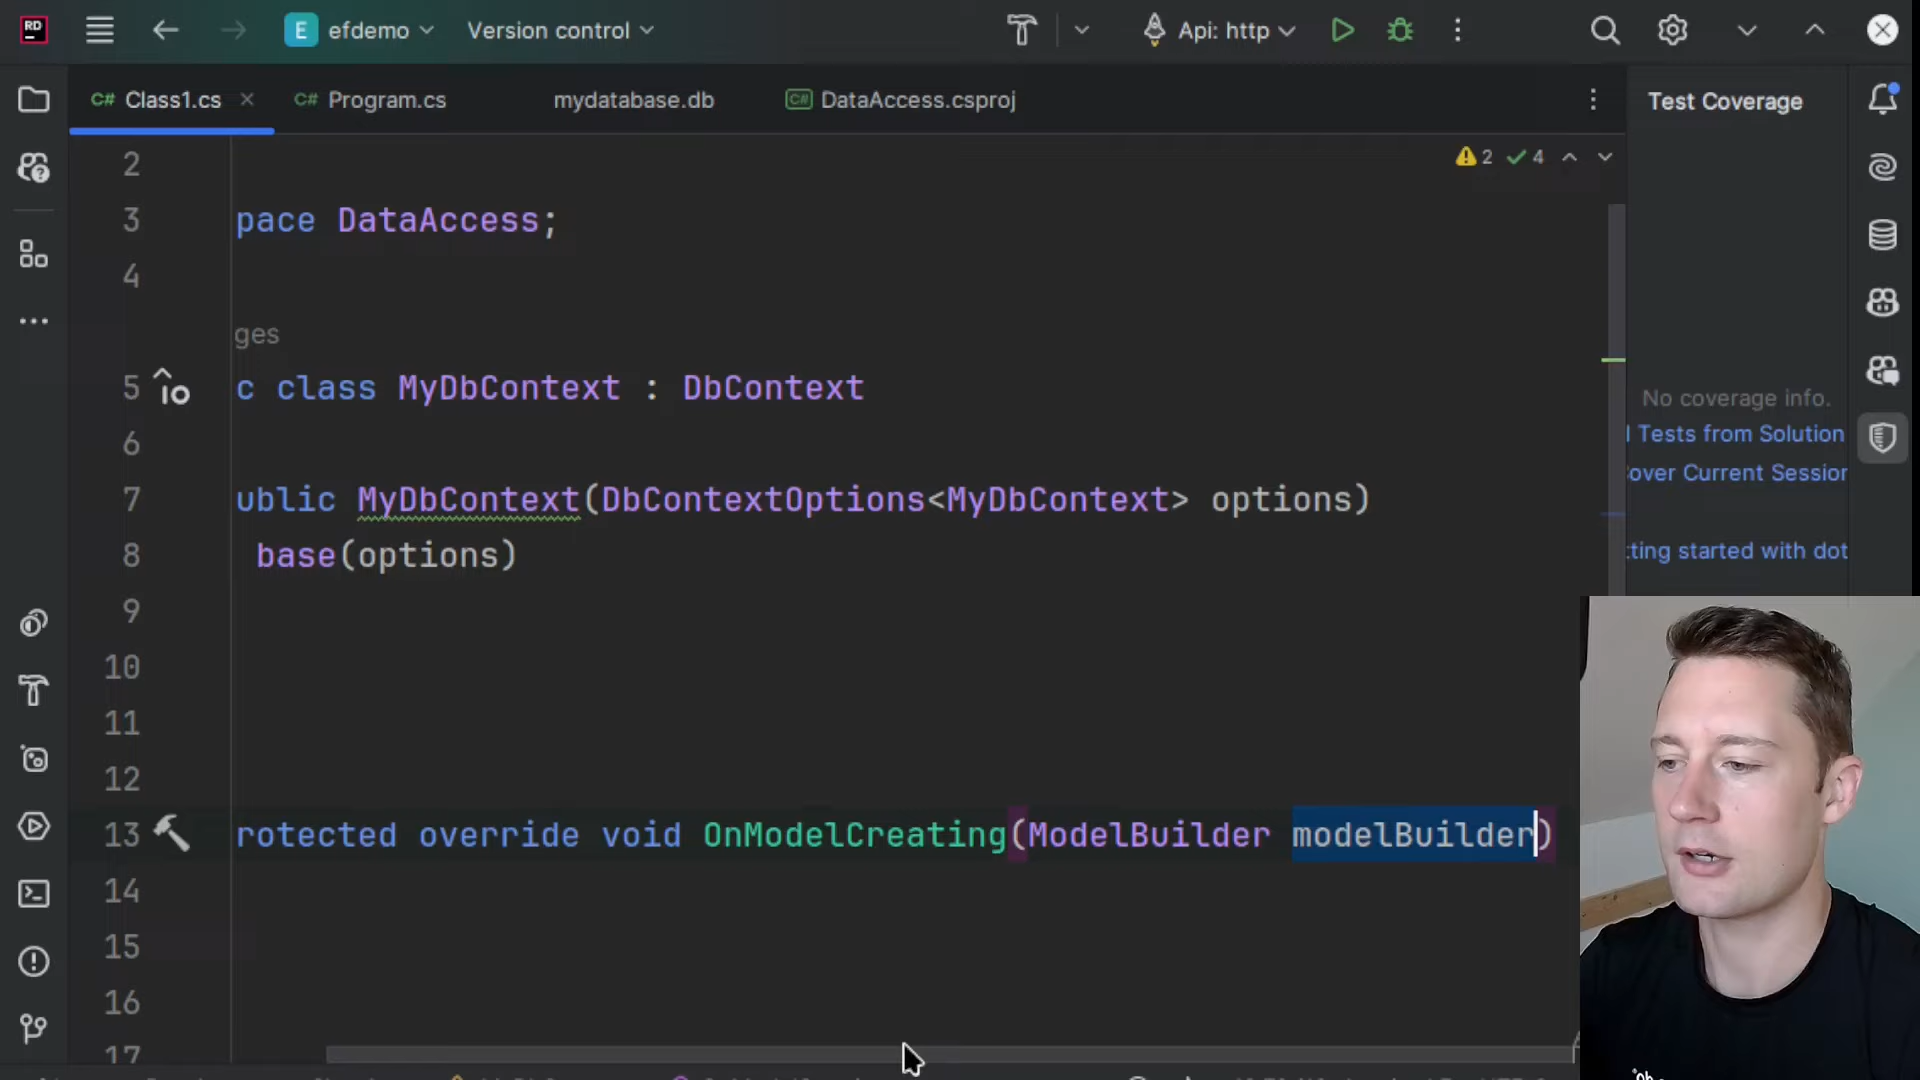 RD
E efdemo
Version control
Api: http
C# Class1.cs
C# Program.cs
mydatabase.db
C# DataAccess.csproj
Test Coverage
2
2
4
3 pace DataAccess;
4
ges
5 c class MyDbContext : DbContext
6
7 ublic MyDbContext(DbContextOptions<MyDbContext> options)
8 base(options)
9
10
11
12
13 rotected override void OnModelCreating(ModelBuilder modelBuilder)
14
15
16
17
No coverage info.
l Tests from Solution
over Current Session
tting started with dot